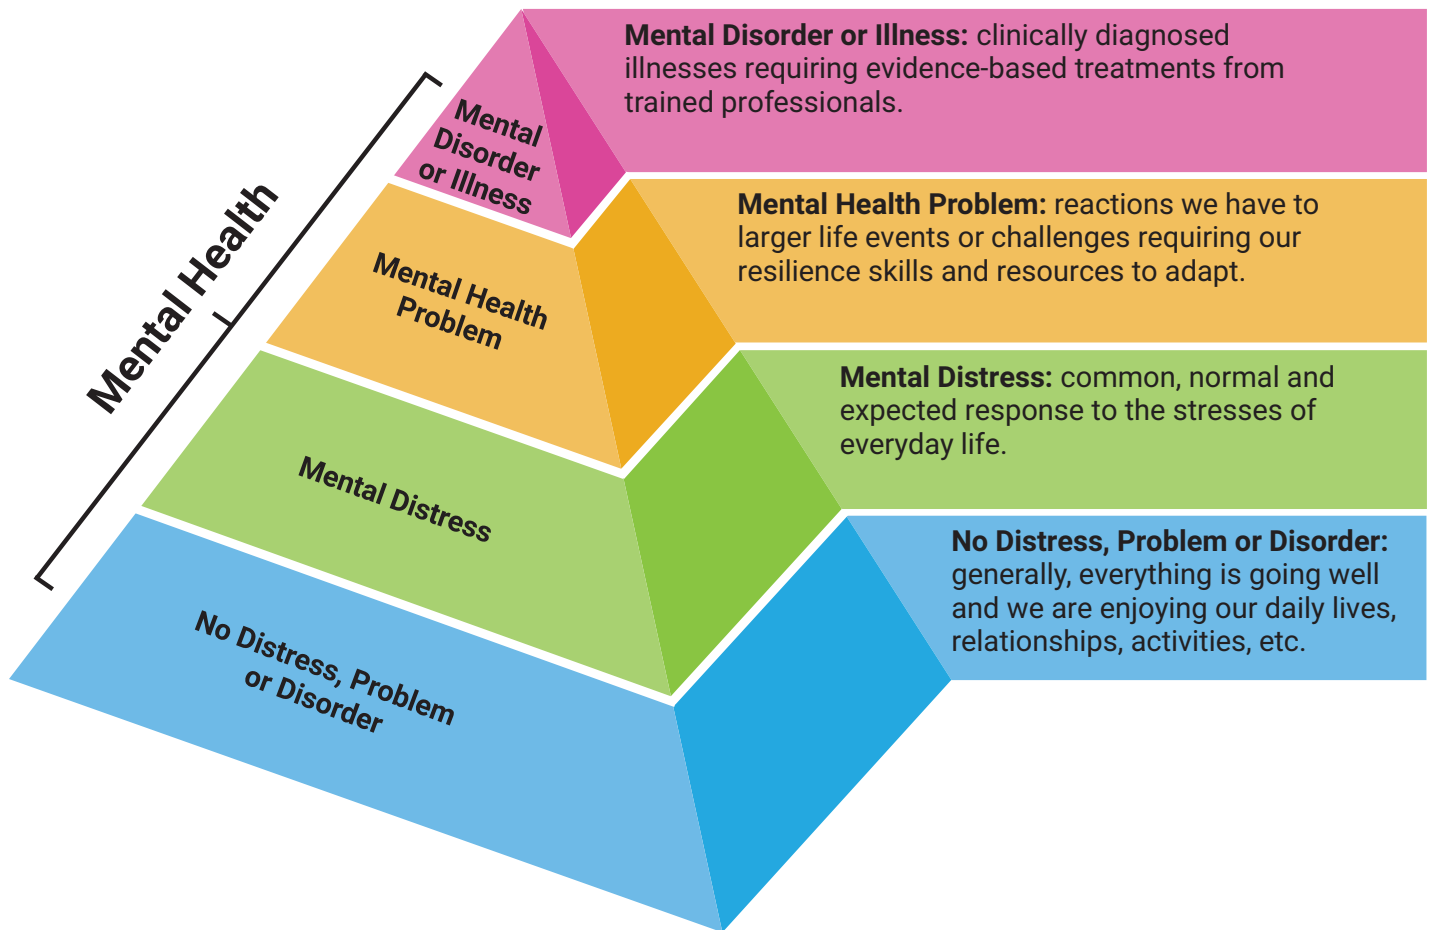 Mental Health
Mental
Disorder
or Illness
Mental Disorder or Illness: clinically diagnosed
illnesses requiring evidence-based treatments from
trained professionals.
Mental Health
Problem
Mental Health Problem: reactions we have to
larger life events or challenges requiring our
resilience skills and resources to adapt.
Mental Distress
Mental Distress: common, normal and
expected response to the stresses of
everyday life.
No Distress, Problem
or Disorder
No Distress, Problem or Disorder:
generally, everything is going well
and we are enjoying our daily lives,
relationships, activities, etc.